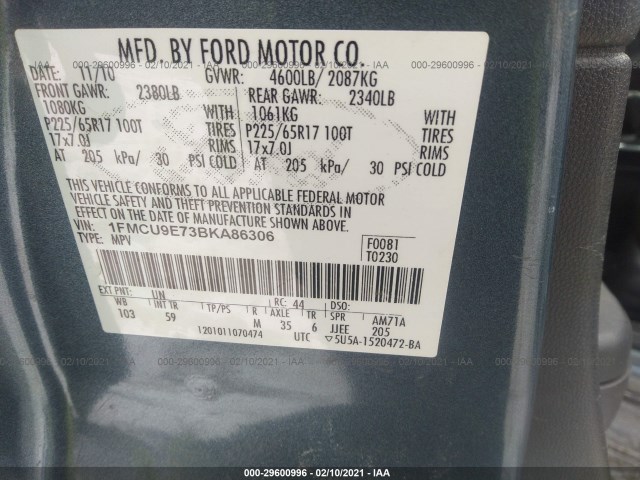 000-29600996 - 02/10/2021 - IAA
MFD. BY FORD MOTOR CO.
DATE: 11/10 GVWR: 4600LB/ 2087KG
FRONT GAWR: 2380LB REAR GAWR: 2340LB
1080KG WITH 1061KG WITH
P225/65R17 100T TIRES P225/65R17 100T TIRES
17x7.0J RIMS 17x7.0J RIMS
AT 205 kPa/ 30 PSI COLD AT 205 kPa/ 30 PSI COLD
THIS VEHICLE CONFORMS TO ALL APPLICABLE FEDERAL MOTOR
VEHICLE SAFETY AND THEFT PREVENTION STANDARDS IN
EFFECT ON THE DATE OF MANUFACTURE SHOWN ABOVE.
VIN: 1FMCU9E73BKA86306
TYPE: MPV
F0081
T0230
EXT PNT: UN RC: 44 DSO:
WB INT TR TP/PS R AXLE TR SPR AM71A
103 59 M 35 6 JJEE 205
1201011070474 UTC ▽5U5A-1520472-BA
000-29600996 - 02/10/2021 - IAA